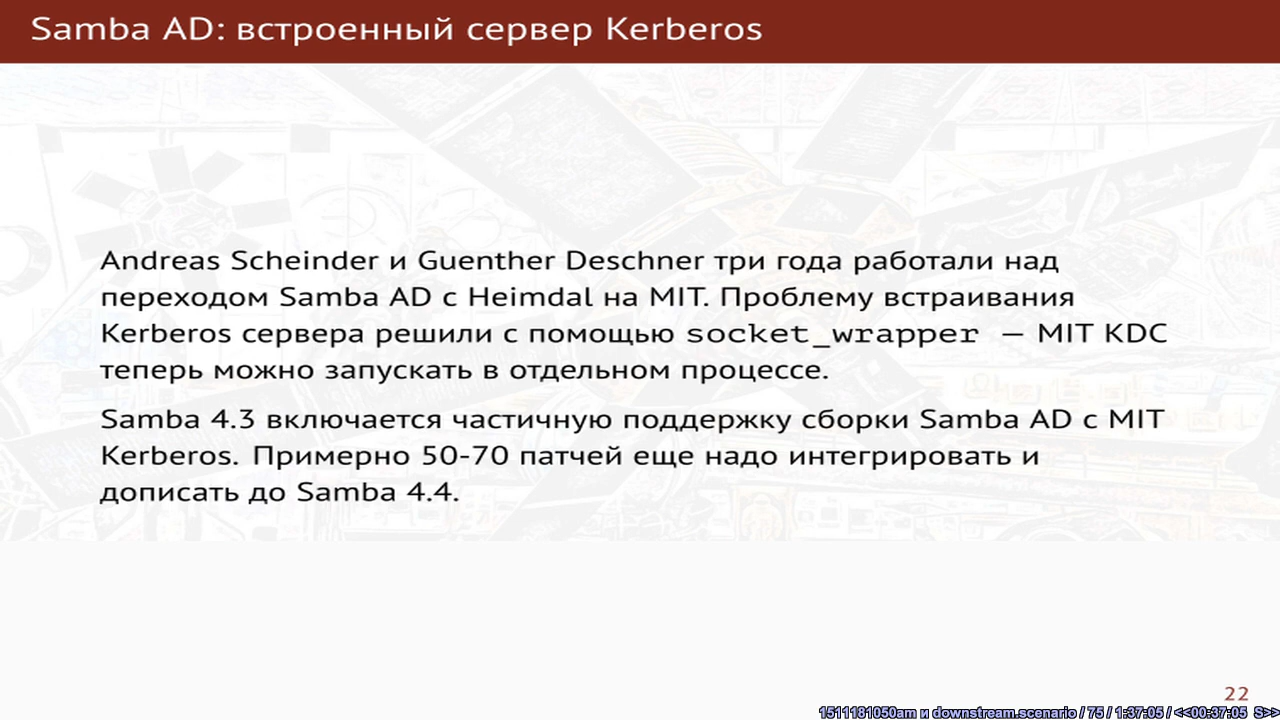 Samba AD: встроенный сервер Kerberos
Andreas Scheinder и Guenther Deschner три года работали над
переходом Samba AD с Heimdal на MIT. Проблему встраивания
Kerberos сервера решили с помощью socket_wrapper — MIT KDC
теперь можно запускать в отдельном процессе.
Samba 4.3 включается частичную поддержку сборки Samba AD с MIT
Kerberos. Примерно 50-70 патчей еще надо интегрировать и
дописать до Samba 4.4.
22
1511181050am и downstream.scenario / 75 / 1:37:05 / <<00:37:05 S>>